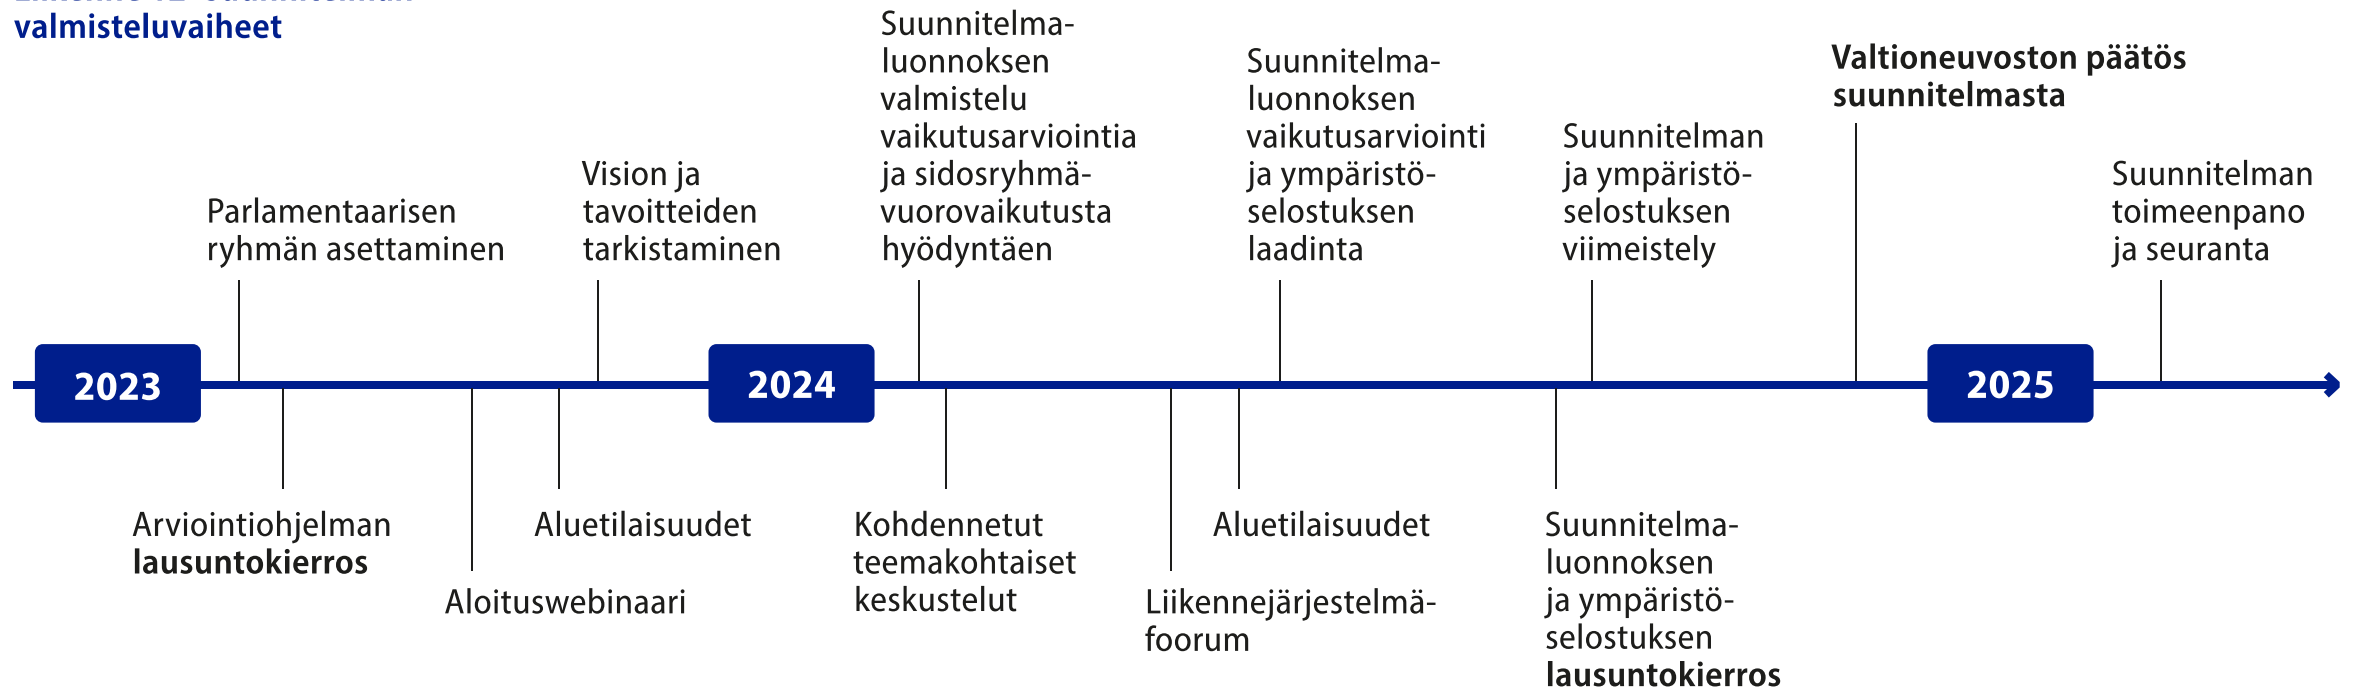 valmisteluvaiheet
Suunnitelma-
luonnoksen
valmistelu
vaikutusarviointia
ja sidosryhmä-
vuorovaikutusta
hyödyntäen
Suunnitelma-
luonnoksen
vaikutusarviointi
ja ympäristö-
selostuksen
laadinta
Valtioneuvoston päätös
suunnitelmasta
Parlamentaarisen
ryhmän asettaminen
Vision ja
tavoitteiden
tarkistaminen
Suunnitelman
ja ympäristö-
selostuksen
viimeistely
Suunnitelman
toimeenpano
ja seuranta
2023
2024
2025
Arviointiohjelman
lausuntokierros
Aloituswebinaari
Aluetilaisuudet
Kohdennetut
teemakohtaiset
keskustelut
Liikennejärjestelmä-
foorum
Aluetilaisuudet
Suunnitelma-
luonnoksen
ja ympäristö-
selostuksen
lausuntokierros